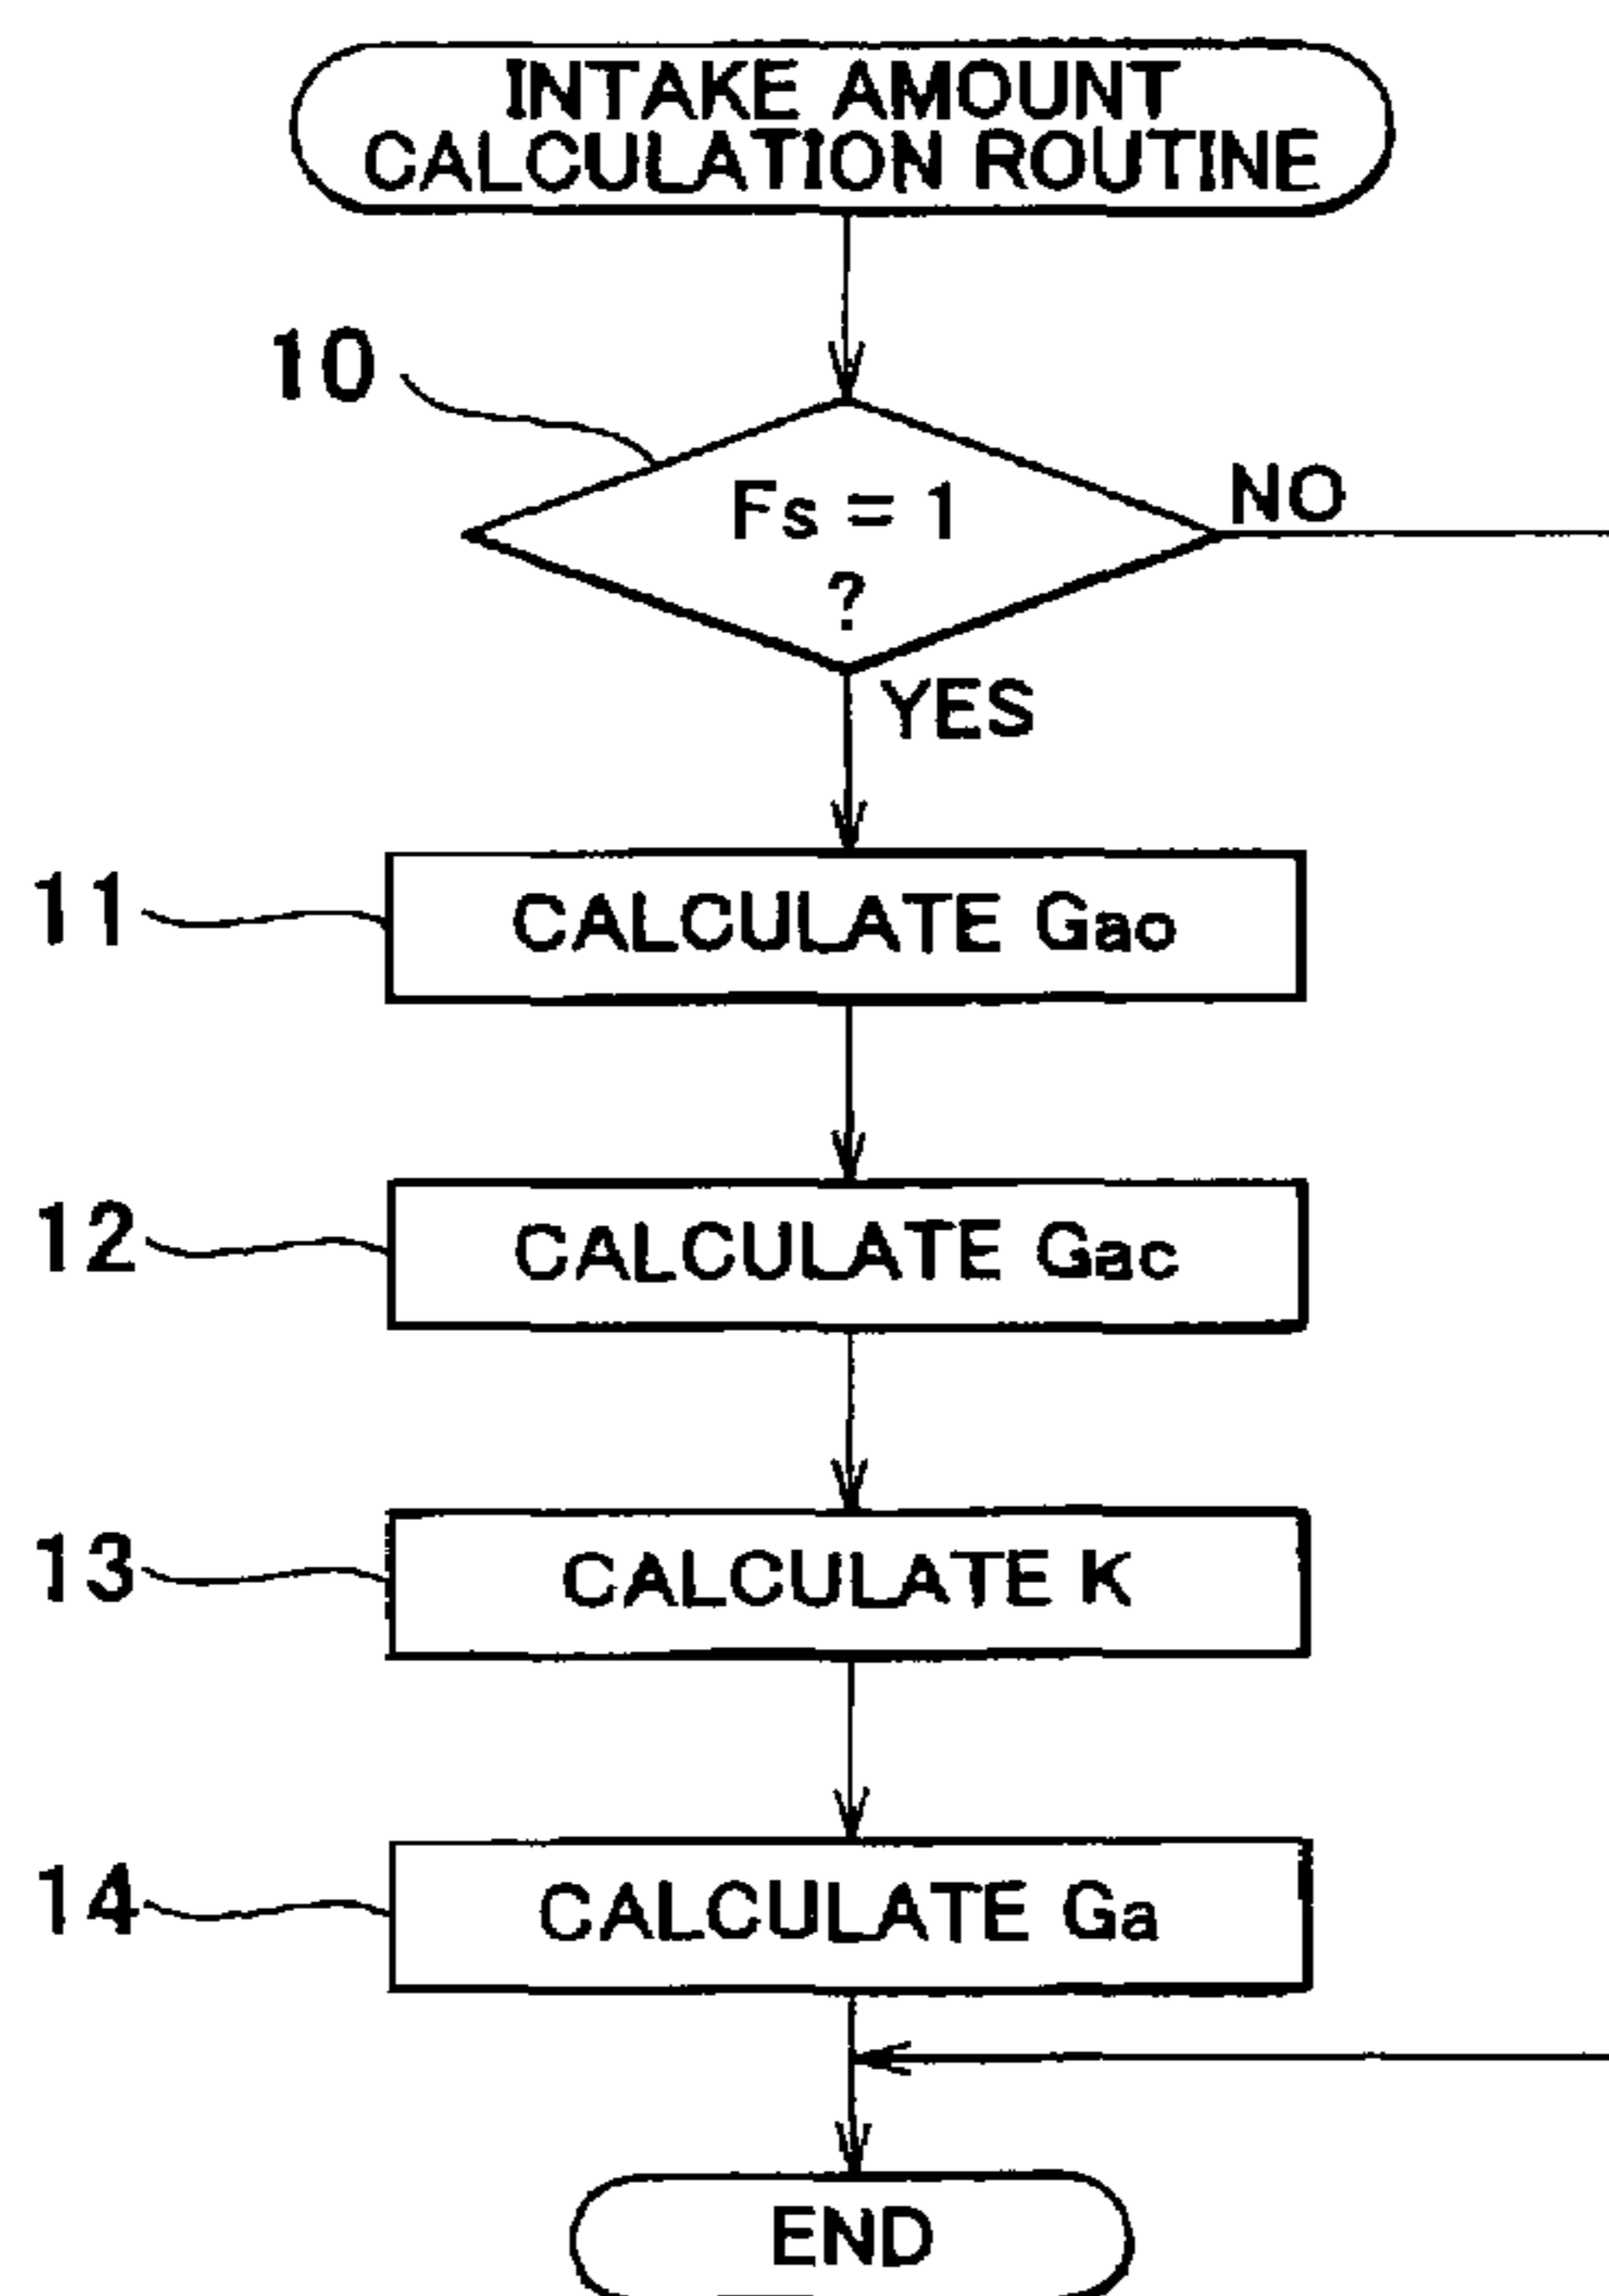 INTAKE AMOUNT
CALCULATION ROUTINE
10
Fs = 1
?
NO
YES
11
CALCULATE Gao
12
CALCULATE Gac
13
CALCULATE K
14
CALCULATE Ga
END